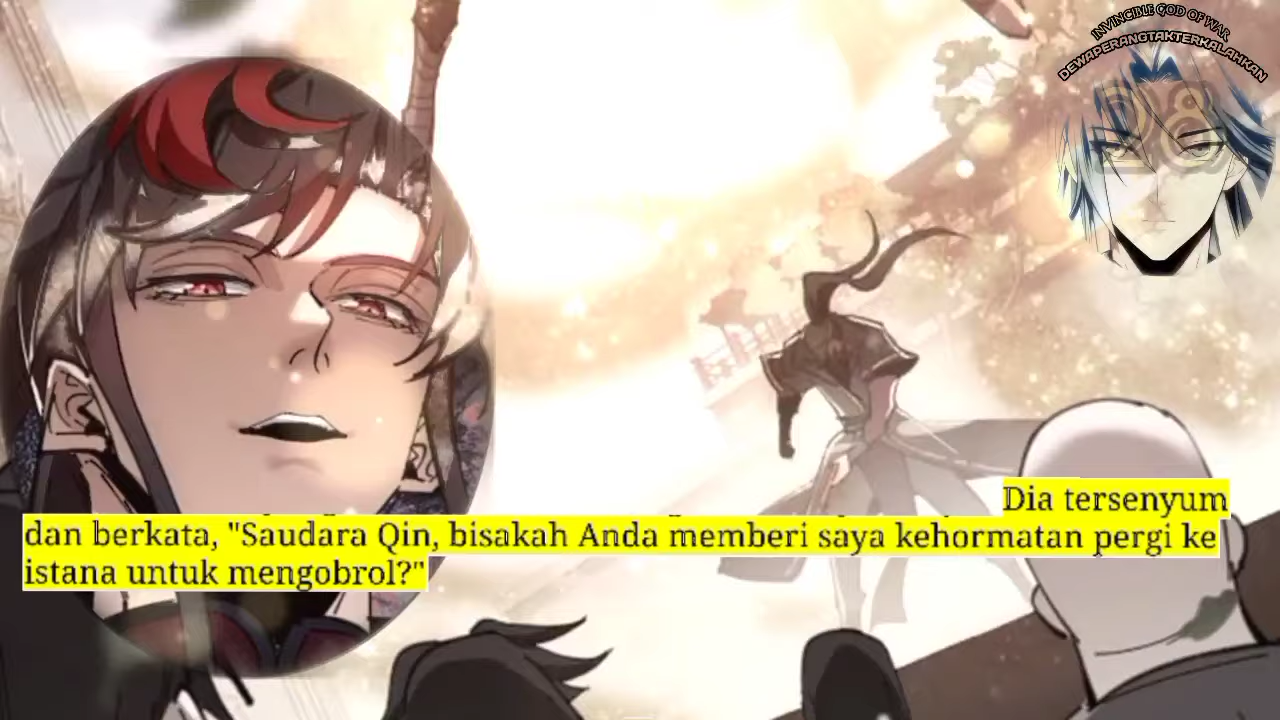 INVINCIBLE GOD OF WAR
DEWAPERANGTAKTERKALAHKAN
28
Dia tersenyum
dan berkata, "Saudara Qin, bisakah Anda memberi saya kehormatan pergi ke
istana untuk mengobrol?"